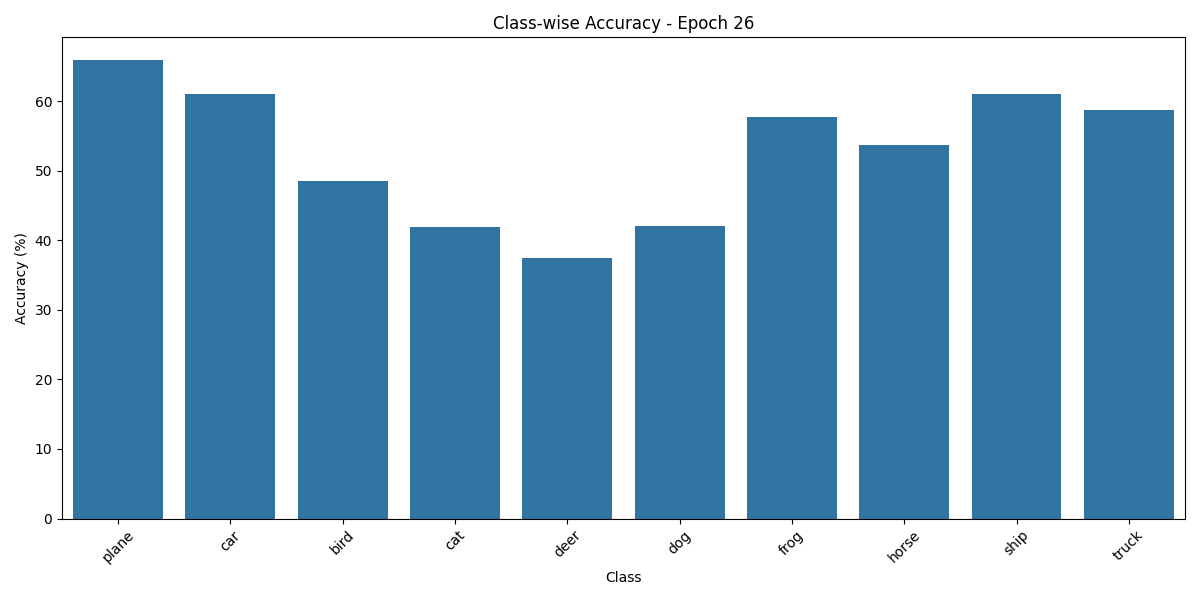 Class-wise Accuracy - Epoch 26
Accuracy (%)
60
50
40
30
20
10
0
plane
car
bird
cat
deer
dog
frog
horse
ship
truck
Class